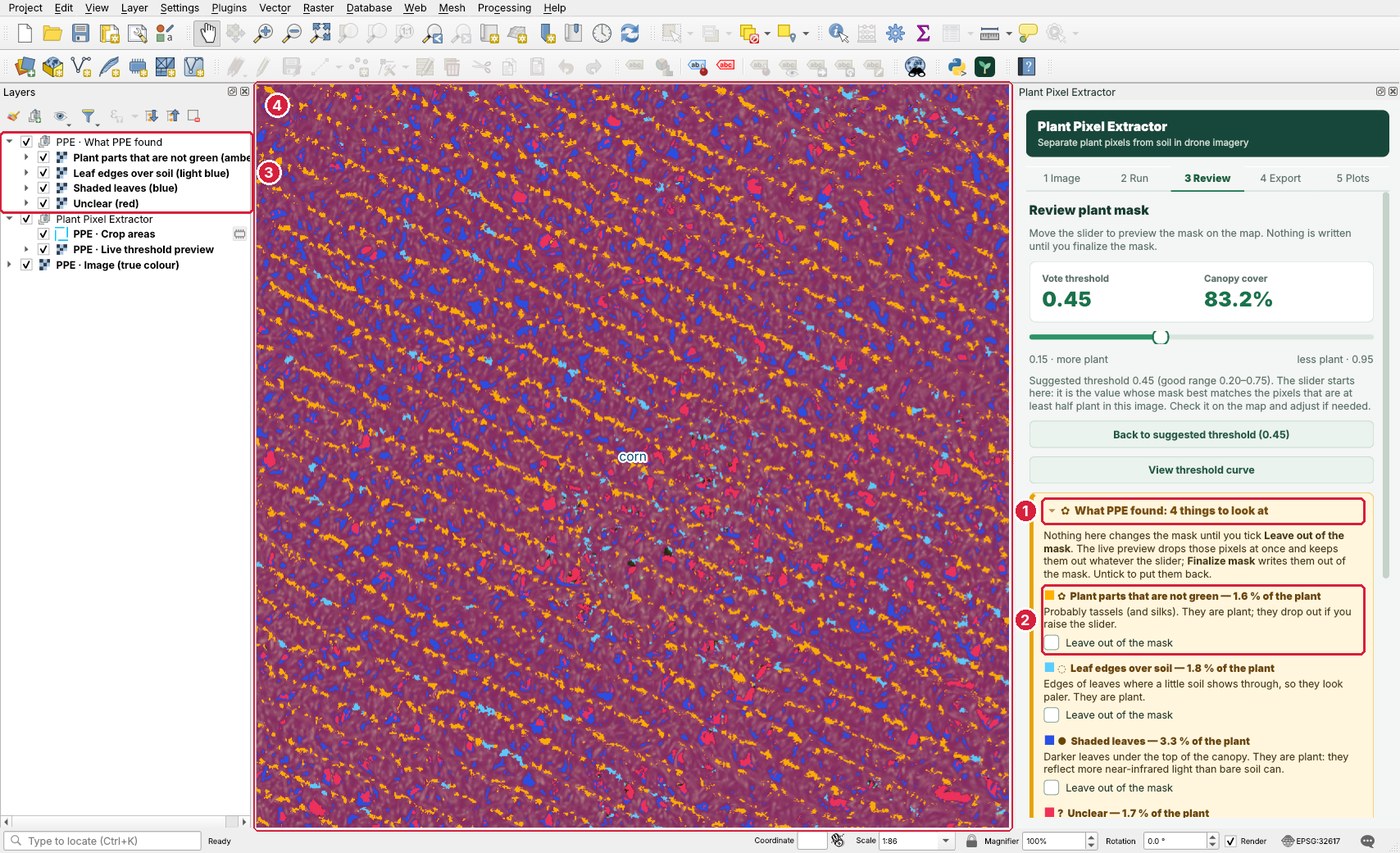 Project Edit View Layer Settings Plugins Vector Raster Database Web Mesh Processing Help
Layers
PPE · What PPE found
Plant parts that are not green (ambe
Leaf edges over soil (light blue)
Shaded leaves (blue)
Unclear (red)
Plant Pixel Extractor
PPE · Crop areas
PPE · Live threshold preview
PPE · Image (true colour)
4
3
corn
Plant Pixel Extractor
Plant Pixel Extractor
Separate plant pixels from soil in drone imagery
1 Image 2 Run 3 Review 4 Export 5 Plots
Review plant mask
Move the slider to preview the mask on the map. Nothing is written
until you finalize the mask.
Vote threshold Canopy cover
0.45 83.2%
0.15 · more plant less plant · 0.95
Suggested threshold 0.45 (good range 0.20–0.75). The slider starts
here: it is the value whose mask best matches the pixels that are at
least half plant in this image. Check it on the map and adjust if needed.
Back to suggested threshold (0.45)
View threshold curve
1
What PPE found: 4 things to look at
Nothing here changes the mask until you tick Leave out of the
mask. The live preview drops those pixels at once and keeps
them out whatever the slider; Finalize mask writes them out of
the mask. Untick to put them back.
2
Plant parts that are not green — 1.6 % of the plant
Probably tassels (and silks). They are plant; they drop out if you
raise the slider.
Leave out of the mask
Leaf edges over soil — 1.8 % of the plant
Edges of leaves where a little soil shows through, so they look
paler. They are plant.
Leave out of the mask
Shaded leaves — 3.3 % of the plant
Darker leaves under the top of the canopy. They are plant: they
reflect more near-infrared light than bare soil can.
Leave out of the mask
? Unclear — 1.7 % of the plant
Type to locate (Ctrl+K) Ready Coordinate Scale 1:86 Magnifier 100% Rotation 0.0 ° Render EPSG:32617